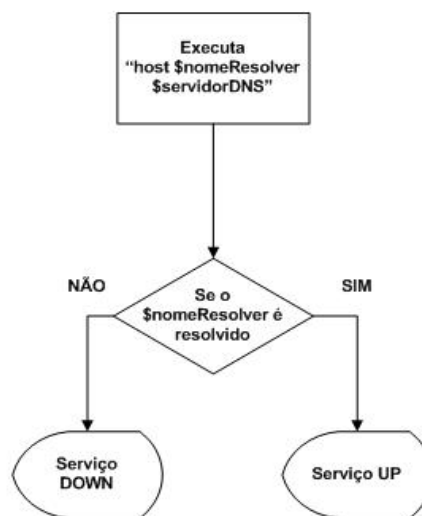 Executa
“host $nomeResolver
$servidorDNS”
NÃO
SIM
Se o
$nomeResolver é
resolvido
Serviço
DOWN
Serviço UP